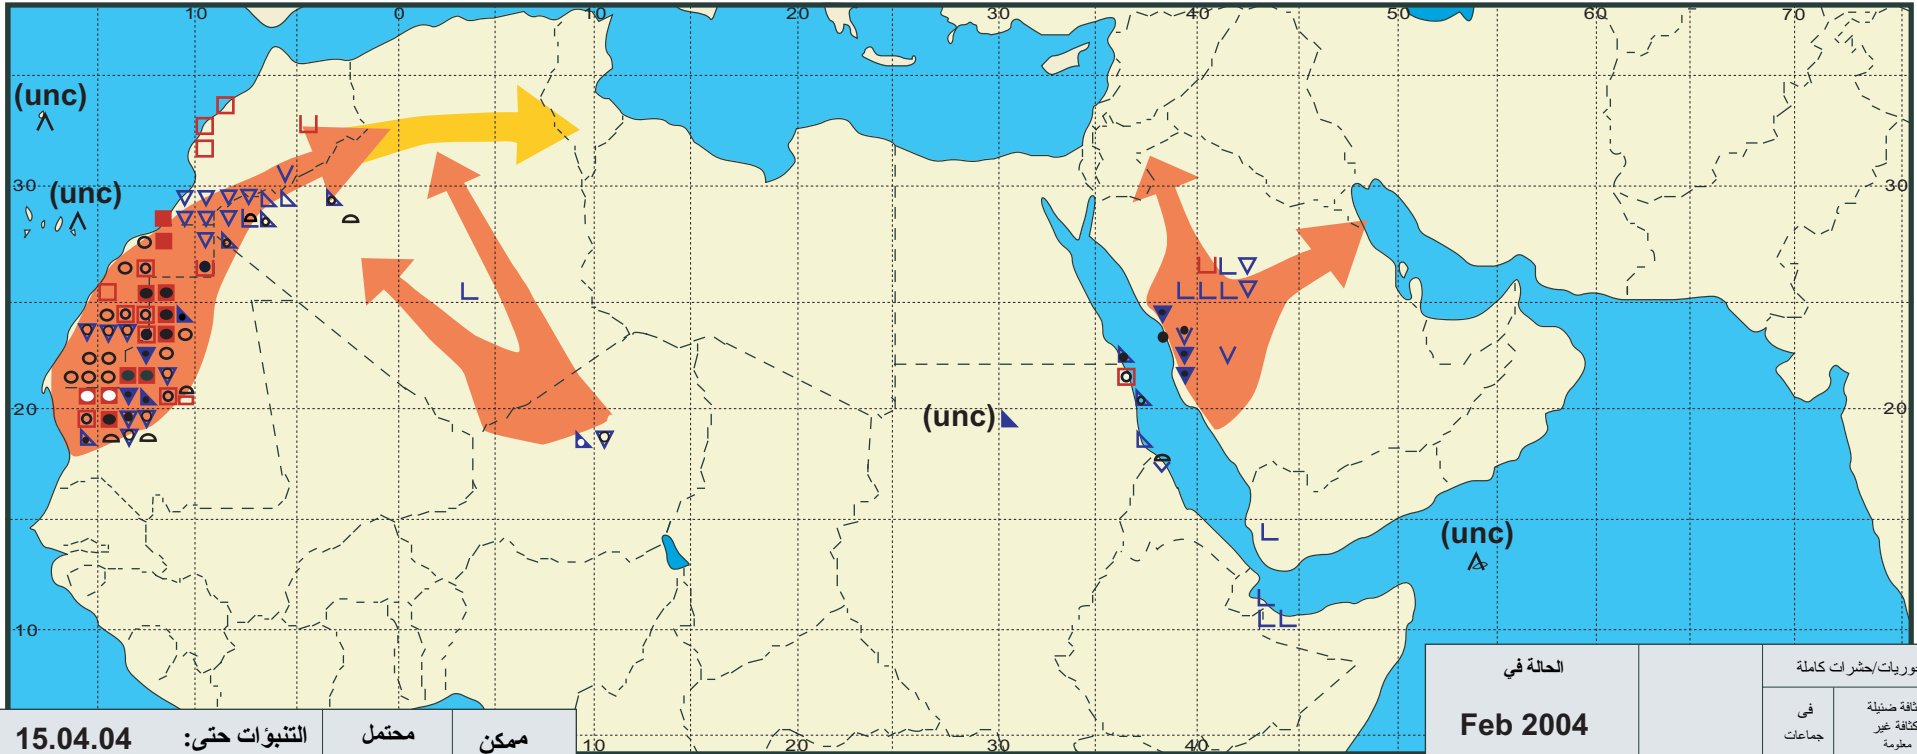 10 0 10 20 30 40 50 60 70
(unc)
30 (unc) 30
20 (unc) 20
(unc)
10
الحالة في
Feb 2004
حوريات/حشرات كاملة
في جماعات
كثافة ضئيلة
كثافة غير
معلومة
10 20 30 40
التنبؤات حتى: 15.04.04
محتمل
ممكن